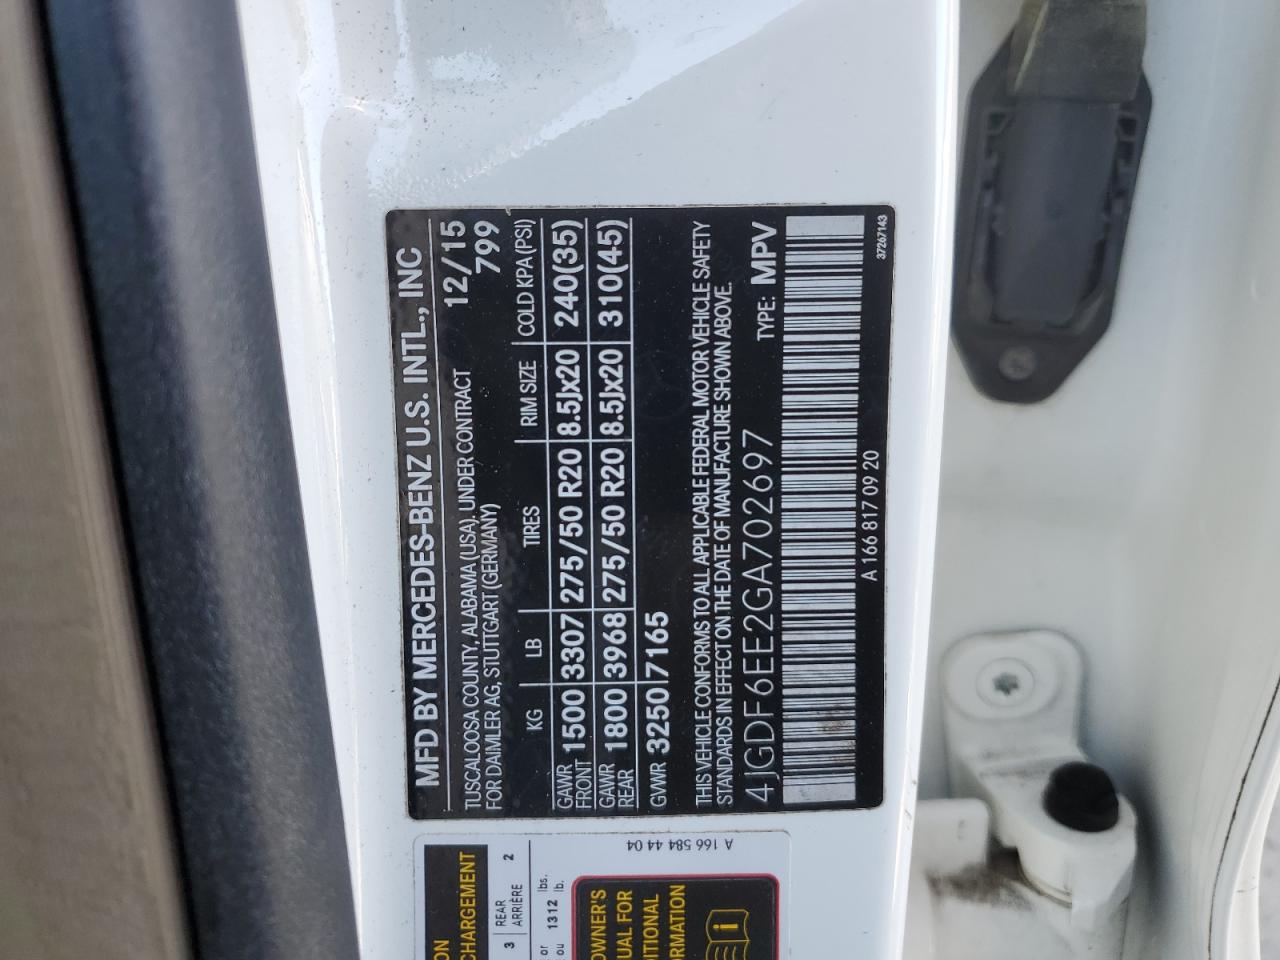 MFD BY MERCEDES-BENZ U.S. INTL., INC
TUSCALOOSA COUNTY, ALABAMA (USA), UNDER CONTRACT 12/15
FOR DAIMLER AG, STUTTGART (GERMANY) 799
KG LB TIRES RIM SIZE COLD KPA (PSI)
GAWR FRONT 1500 3307 275/50 R20 8.5Jx20 240(35)
GAWR REAR 1800 3968 275/50 R20 8.5Jx20 310(45)
GVWR 3250 7165
THIS VEHICLE CONFORMS TO ALL APPLICABLE FEDERAL MOTOR VEHICLE SAFETY
STANDARDS IN EFFECT ON THE DATE OF MANUFACTURE SHOWN ABOVE.
4JGDF6EE2GA702697 TYPE: MPV
A 166 817 09 20 37267143
CHARGEMENT
3 REAR 2
ARRIÈRE
or 1312 lbs.
ou lb.
OWNER'S
FOR
A 166 584 44 04